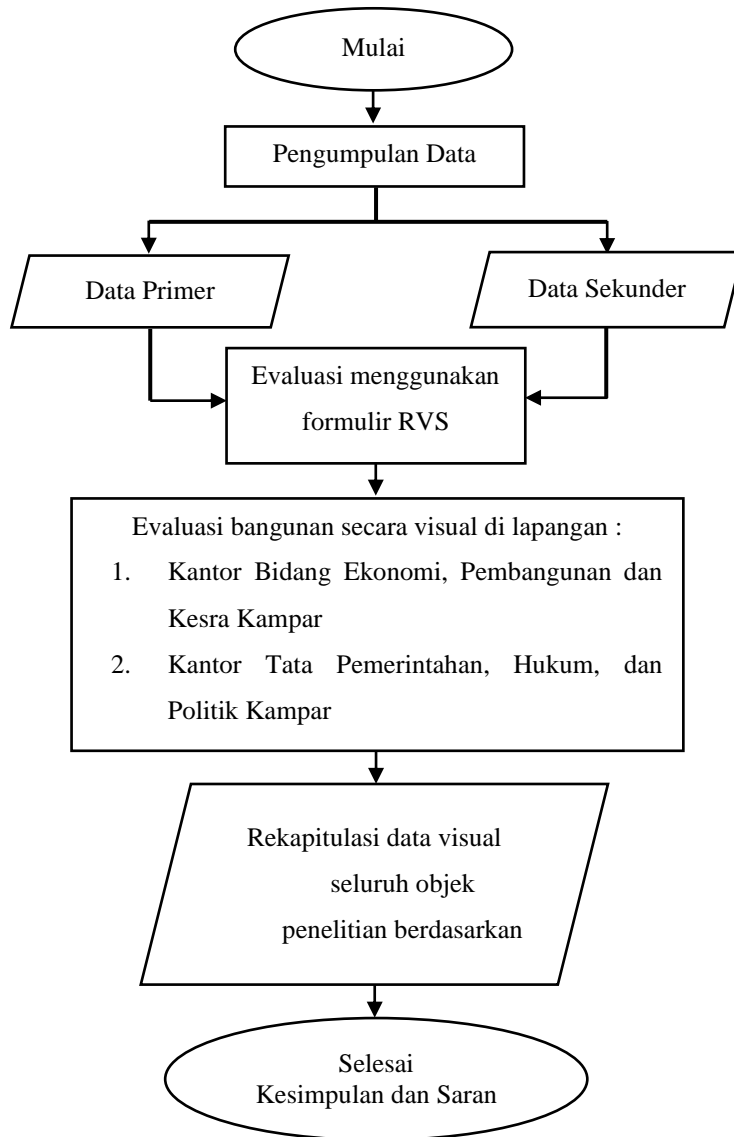 Mulai
Pengumpulan Data
Data Primer
Data Sekunder
Evaluasi menggunakan
formulir RVS
Evaluasi bangunan secara visual di lapangan :
1. Kantor Bidang Ekonomi, Pembangunan dan
Kesra Kampar
2. Kantor Tata Pemerintahan, Hukum, dan
Politik Kampar
Rekapitulasi data visual
seluruh objek
penelitian berdasarkan
Selesai
Kesimpulan dan Saran